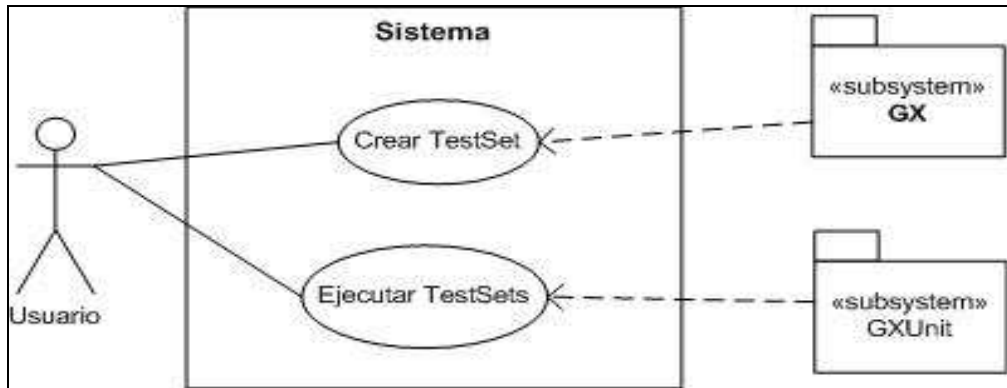 Sistema
«subsystem»
GX
Crear TestSet
Ejecutar TestSets
«subsystem»
GXUnit
Usuario